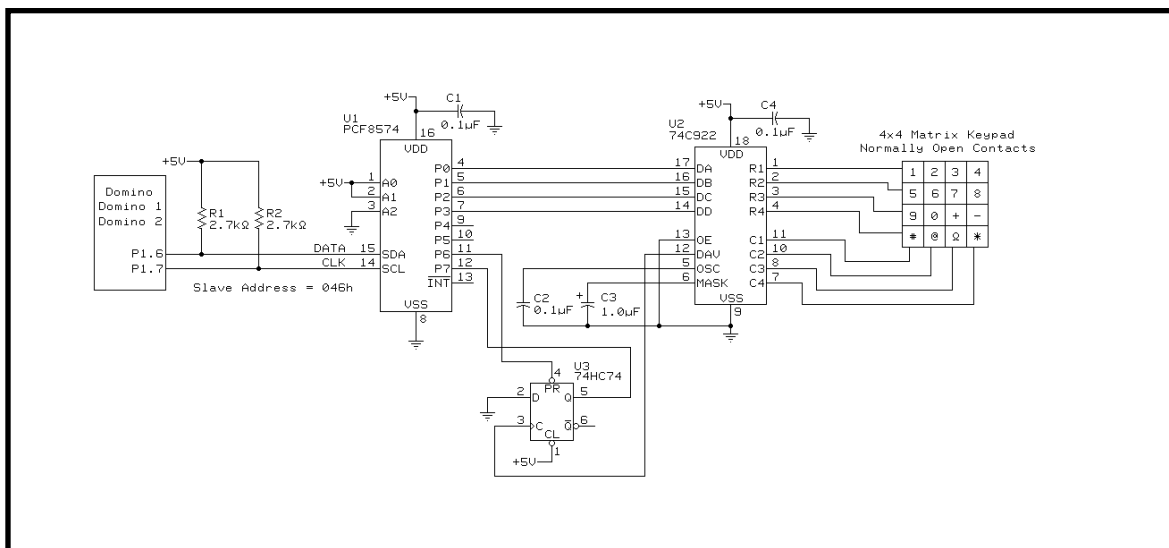 +5V
C1
0.1µF
U1
PCF8574
16
VDD
+5V
A0
A1
A2
1
2
3
P0
P1
P2
P3
P4
P5
P6
P7
INT
4
5
6
7
9
10
11
12
13
SDA
SCL
15
14
VSS
8
+5V
R1
2.7kΩ
R2
2.7kΩ
Domino
Domino 1
Domino 2
P1.6
P1.7
DATA
CLK
Slave Address = 046h
+5V
C4
0.1µF
U2
74C922
18
VDD
17
16
15
14
DA
DB
DC
DD
13
12
5
6
OE
DAV
OSC
MASK
R1
R2
R3
R4
1
2
3
4
C1
C2
C3
C4
11
10
8
7
VSS
9
4x4 Matrix Keypad
Normally Open Contacts
1 2 3 4
5 6 7 8
9 0 + -
# @ Ω *
C2
0.1µF
+
C3
1.0µF
U3
74HC74
4
PR
2
D
Q
5
3
C
Q
6
CL
1
+5V